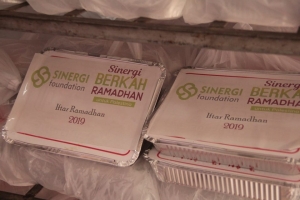 SINERGI
foundation
Sinergi
BERKAH
RAMADHAN
Iftar Ramadhan
2019
SINERGI
foundation
Sinergi
BERKAH
RAMADHAN
Iftar Ramadhan
2019